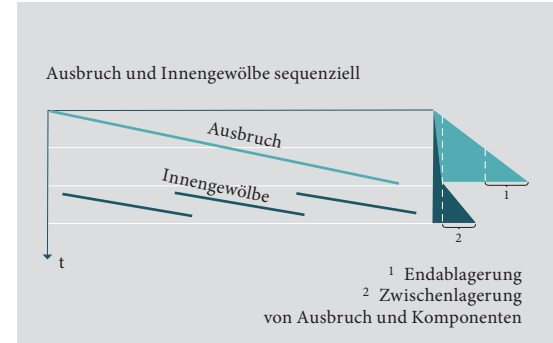 Ausbruch und Innengewölbe sequenziell
Ausbruch
Innengewölbe
1
2
t
1 Endablagerung
2 Zwischenlagerung
von Ausbruch und Komponenten